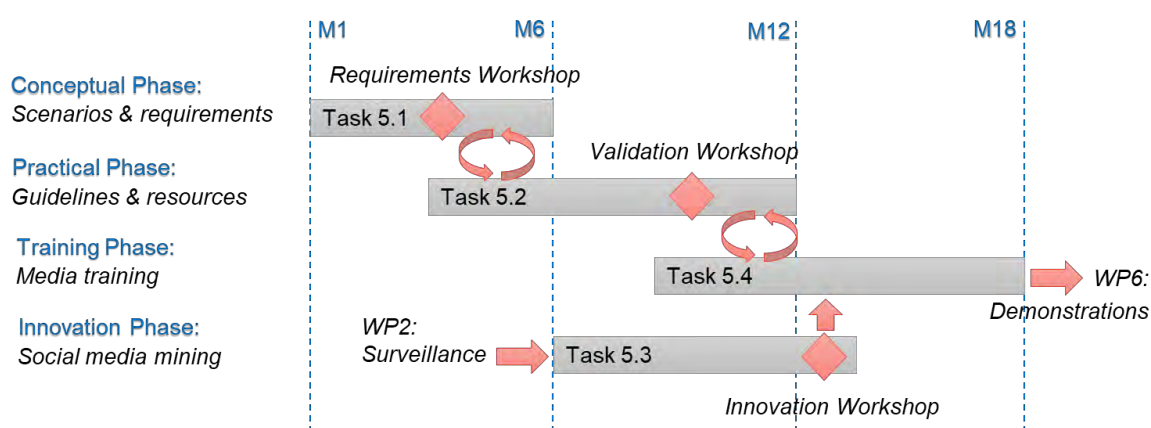 M1
M6
M12
M18
Requirements Workshop
Conceptual Phase:
Scenarios & requirements
Task 5.1
Validation Workshop
Practical Phase:
Guidelines & resources
Task 5.2
Training Phase:
Media training
Task 5.4
WP6:
Demonstrations
Innovation Phase:
Social media mining
WP2:
Surveillance
Task 5.3
Innovation Workshop